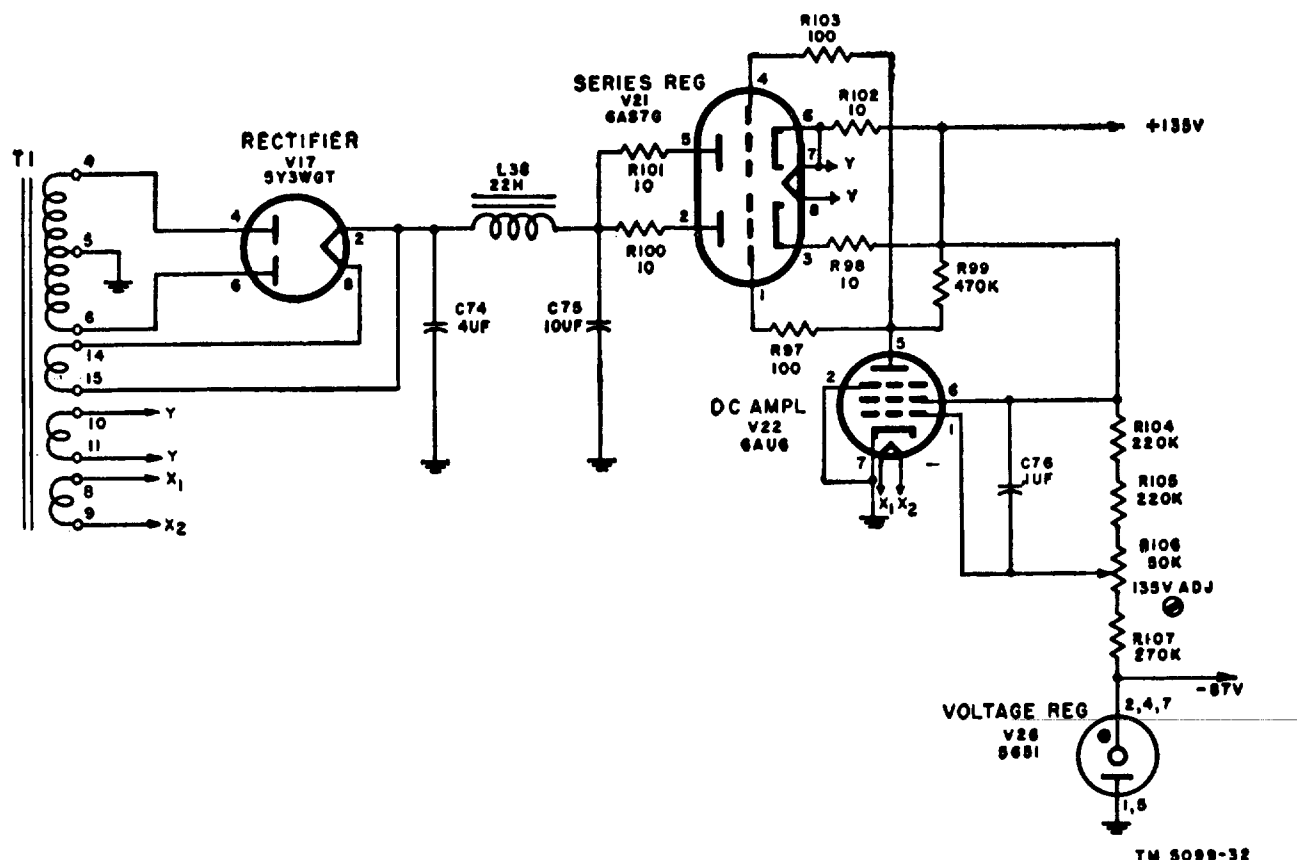 R103
100
SERIES REG
V21
6AS7G
4
R102
10
6
+135V
RECTIFIER
V17
5Y3WGT
T1
4
5
R101
10
7
Y
Y
8
L38
22H
4
2
5
2
R100
10
R98
10
3
R99
470K
6
8
6
C74
4UF
C75
10UF
1
14
R97
100
5
15
2
6
DC AMPL
V22
6AU6
1
10
Y
R104
220K
11
Y
7
C76
.1UF
8
X1
R105
220K
X1 X2
9
X2
R106
50K
135V ADJ
R107
270K
-87V
2,4,7
VOLTAGE REG
V26
5651
1,5
TM 5099-32